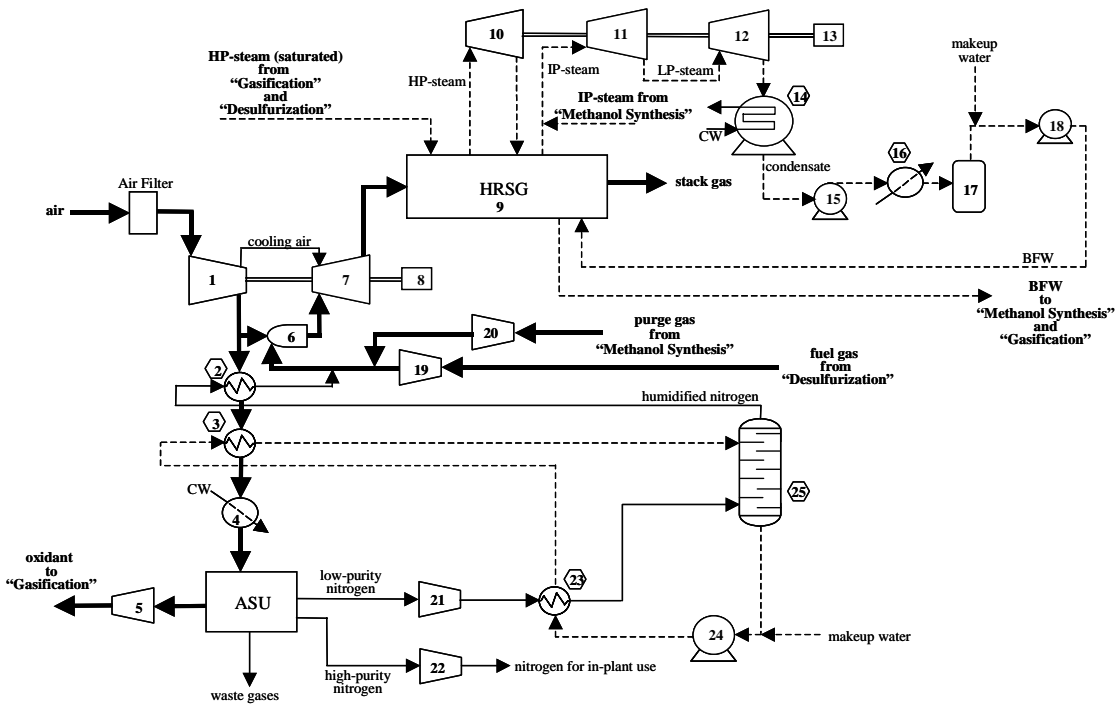 10
11
12
13
HP-steam (saturated)
from
“Gasification”
and
“Desulfurization”
HP-steam
IP-steam
LP-steam
makeup
water
IP-steam from
“Methanol Synthesis”
14
CW
condensate
15
16
17
18
HRSG
9
stack gas
Air Filter
air
cooling air
1
7
8
BFW
BFW
to
“Methanol Synthesis”
and
“Gasification”
6
20
purge gas
from
“Methanol Synthesis”
19
fuel gas
from
“Desulfurization”
2
humidified nitrogen
3
25
CW
4
oxidant
to
“Gasification”
5
ASU
low-purity
nitrogen
21
23
24
makeup water
high-purity
nitrogen
22
nitrogen for in-plant use
waste gases